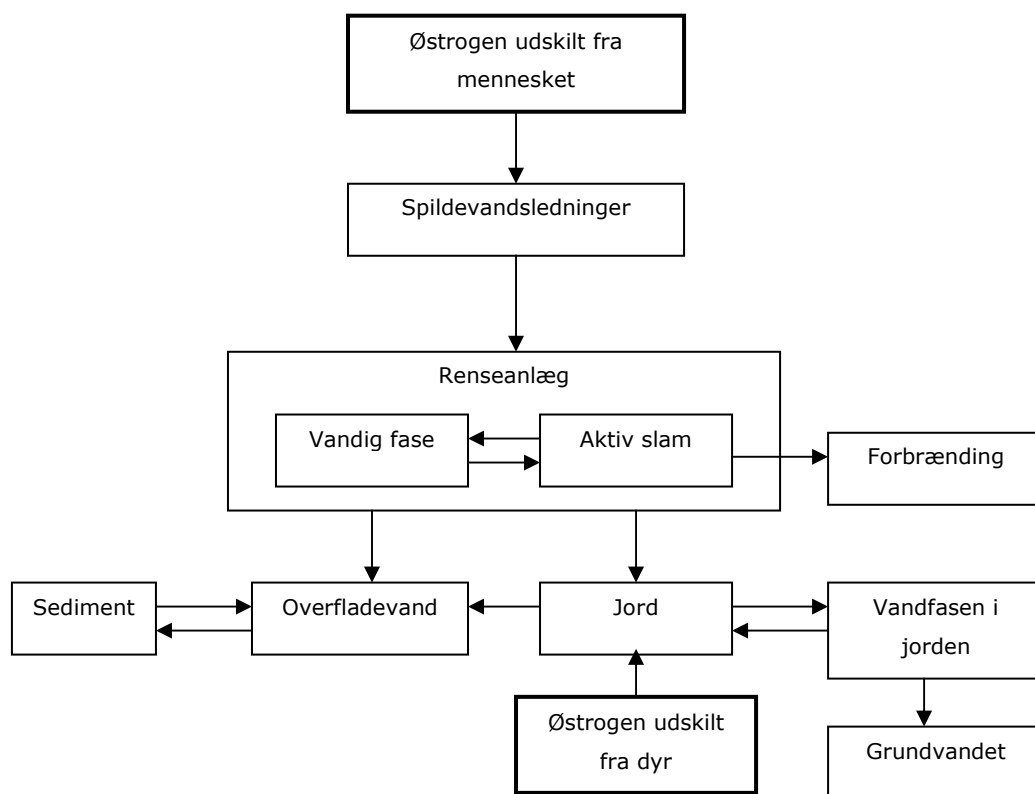 Østrogen udskilt fra
mennesket
Spildevandsledninger
Renseanlæg
Vandig fase
Aktiv slam
Forbrænding
Sediment
Overfladevand
Jord
Vandfasen i
jorden
Østrogen udskilt
fra dyr
Grundvandet